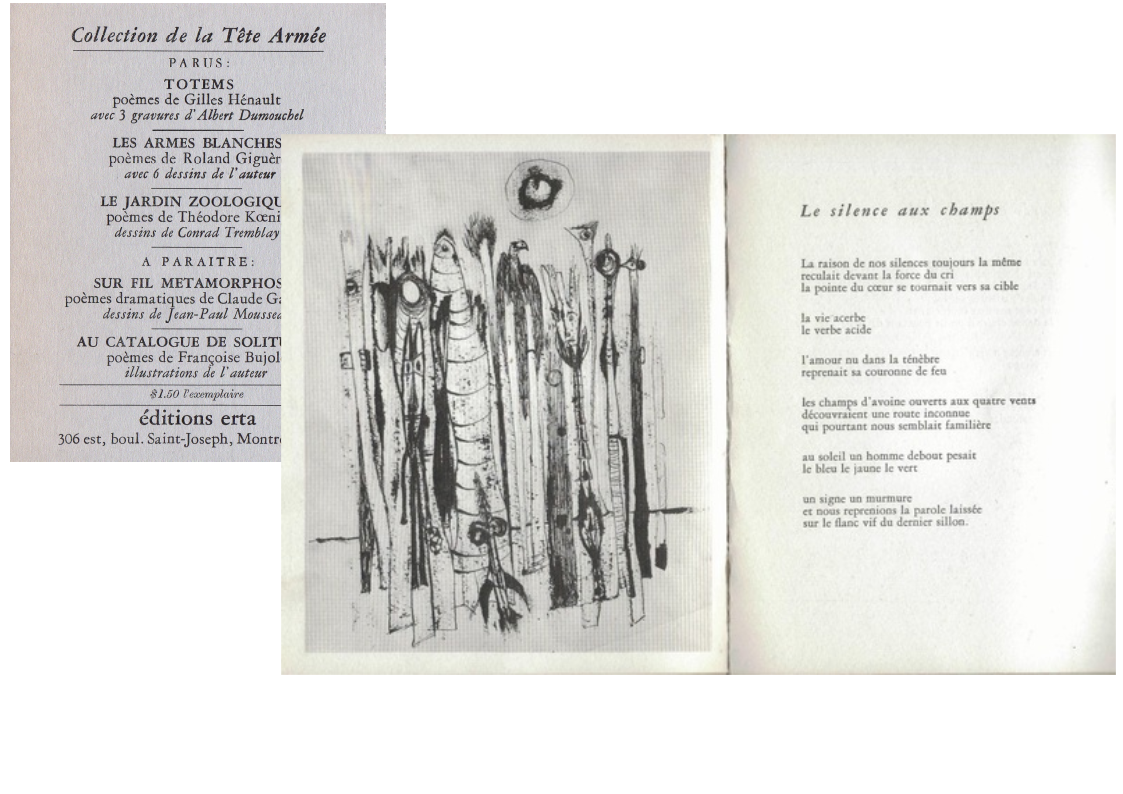 Collection de la Tête Armée
PARUS:
TOTEMS
poèmes de Gilles Hénault
avec 3 gravures d'Albert Dumouchel
LES ARMES BLANCHES
poèmes de Roland Giguèr
avec 6 dessins de l'auteur
LE JARDIN ZOOLOGIQU
poèmes de Théodore Kœni
dessins de Conrad Tremblay
A PARAITRE:
SUR FIL METAMORPHOS
poèmes dramatiques de Claude Ga
dessins de Jean-Paul Moussea
AU CATALOGUE DE SOLITU
poèmes de Françoise Bujol
illustrations de l'auteur
$1.50 l'exemplaire
éditions erta
306 est, boul. Saint-Joseph, Montré
Le silence aux champs
La raison de nos silences toujours la même
reculait devant la force du cri
la pointe du cœur se tournait vers sa cible
la vie acerbe
le verbe acide
l'amour nu dans la ténèbre
reprenait sa couronne de feu
les champs d'avoine ouverts aux quatre vents
découvraient une route inconnue
qui pourtant nous semblait familière
au soleil un homme debout pesait
le bleu le jaune le vert
un signe un murmure
et nous reprenions la parole laissée
sur le flanc vif du dernier sillon.